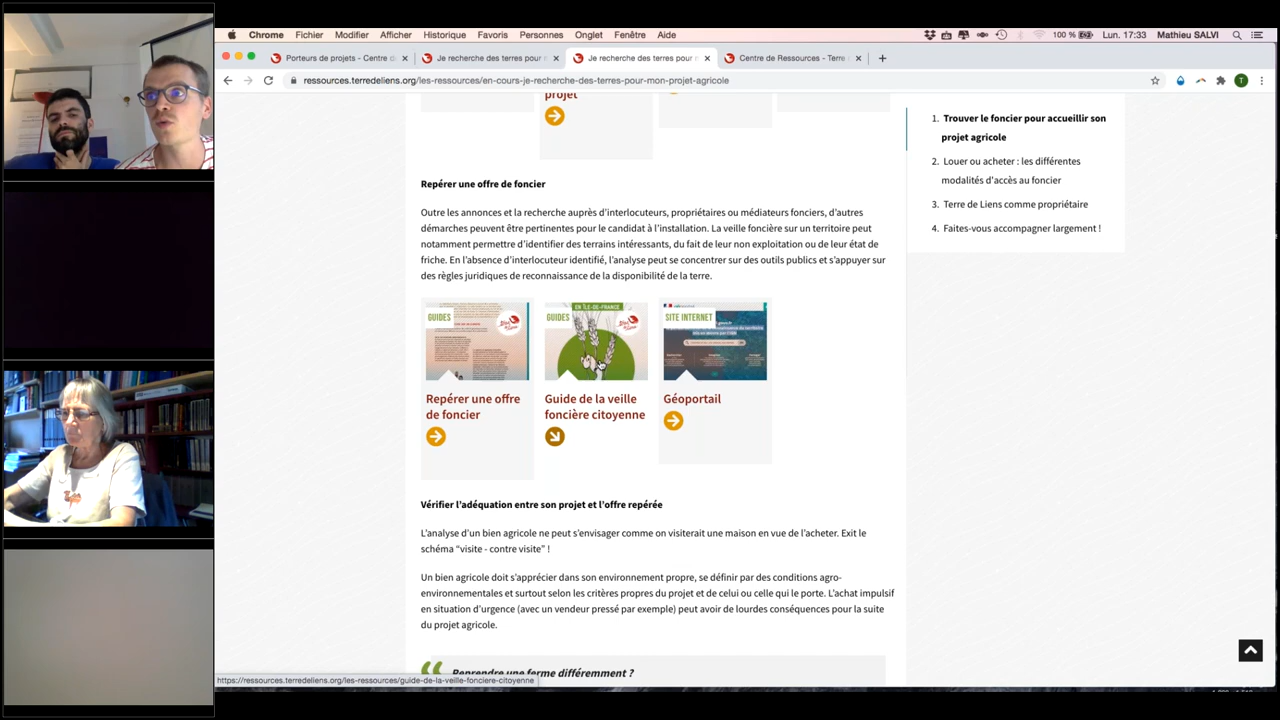 Chrome Fichier Modifier Afficher Historique Favoris Personnes Onglet Fenêtre Aide
100 % Lun. 17:33 Mathieu SALVI
Porteurs de projets - Centre d
Je recherche des terres pour m
Je recherche des terres pour m
Centre de Ressources - Terre
ressources.terredeliens.org/les-ressources/en-cours-je-recherche-des-terres-pour-mon-projet-agricole
T
projet
Repérer une offre de foncier
Outre les annonces et la recherche auprès d'interlocuteurs, propriétaires ou médiateurs fonciers, d'autres
démarches peuvent être pertinentes pour le candidat à l'installation. La veille foncière sur un territoire peut
notamment permettre d'identifier des terrains intéressants, du fait de leur non exploitation ou de leur état de
friche. En l'absence d'interlocuteur identifié, l'analyse peut se concentrer sur des outils publics et s'appuyer sur
des règles juridiques de reconnaissance de la disponibilité de la terre.
GUIDES
Repérer une offre
de foncier
EN ÎLE-DE-FRANCE
GUIDES
Guide de la veille
foncière citoyenne
SITE INTERNET
Géoportail
Vérifier l'adéquation entre son projet et l'offre repérée
L'analyse d'un bien agricole ne peut s'envisager comme on visiterait une maison en vue de l'acheter. Exit le
schéma "visite - contre visite" !
Un bien agricole doit s'apprécier dans son environnement propre, se définir par des conditions agro-
environnementales et surtout selon les critères propres du projet et de celui ou celle qui le porte. L'achat impulsif
en situation d'urgence (avec un vendeur pressé par exemple) peut avoir de lourdes conséquences pour la suite
du projet agricole.
Reprendre une ferme différemment ?
1. Trouver le foncier pour accueillir son
projet agricole
2. Louer ou acheter : les différentes
modalités d'accès au foncier
3. Terre de Liens comme propriétaire
4. Faites-vous accompagner largement !
https://ressources.terredeliens.org/les-ressources/guide-de-la-veille-fonciere-citoyenne